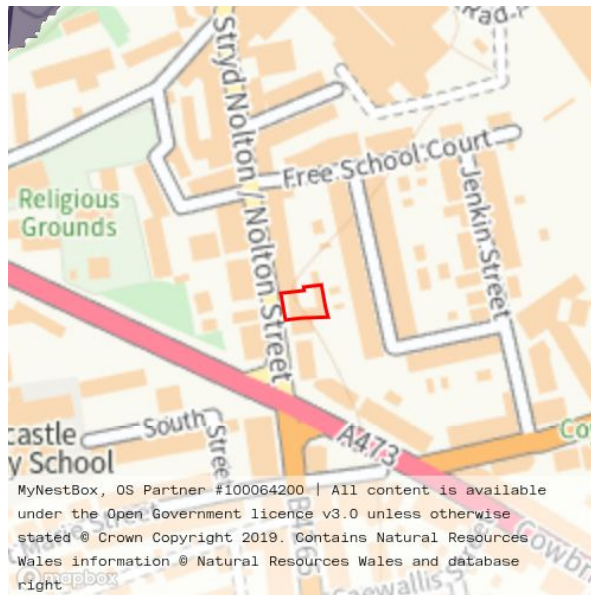 Stryd Nolton / Nolton Street
Free School Court
Jenkin Street
Religious
Grounds
castle
y School
South Street
A473
Co
MyNestBox, OS Partner #100064200 | All content is available
under the Open Government licence v3.0 unless otherwise
stated © Crown Copyright 2019. Contains Natural Resources
Wales information © Natural Resources Wales and database
right
B4265
Cowbr
mapbox